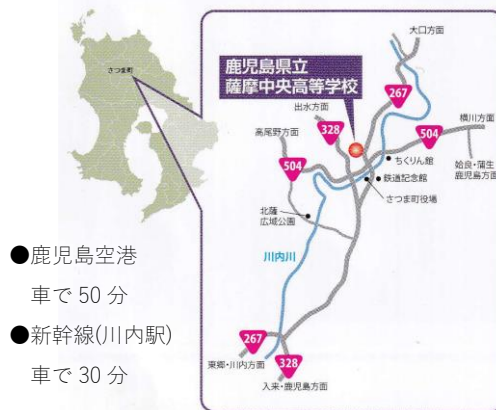 さつま町
大口方面
鹿児島県立
薩摩中央高等学校
267
出水方面
328
横川方面
504
高尾野方面
504
ちくりん館
姶良・蒲生
鹿児島方面
鉄道記念館
さつま町役場
北薩
広域公園
川内川
●鹿児島空港
車で 50 分
●新幹線(川内駅)
車で 30 分
267
東郷・川内方面
328
入来・鹿児島方面